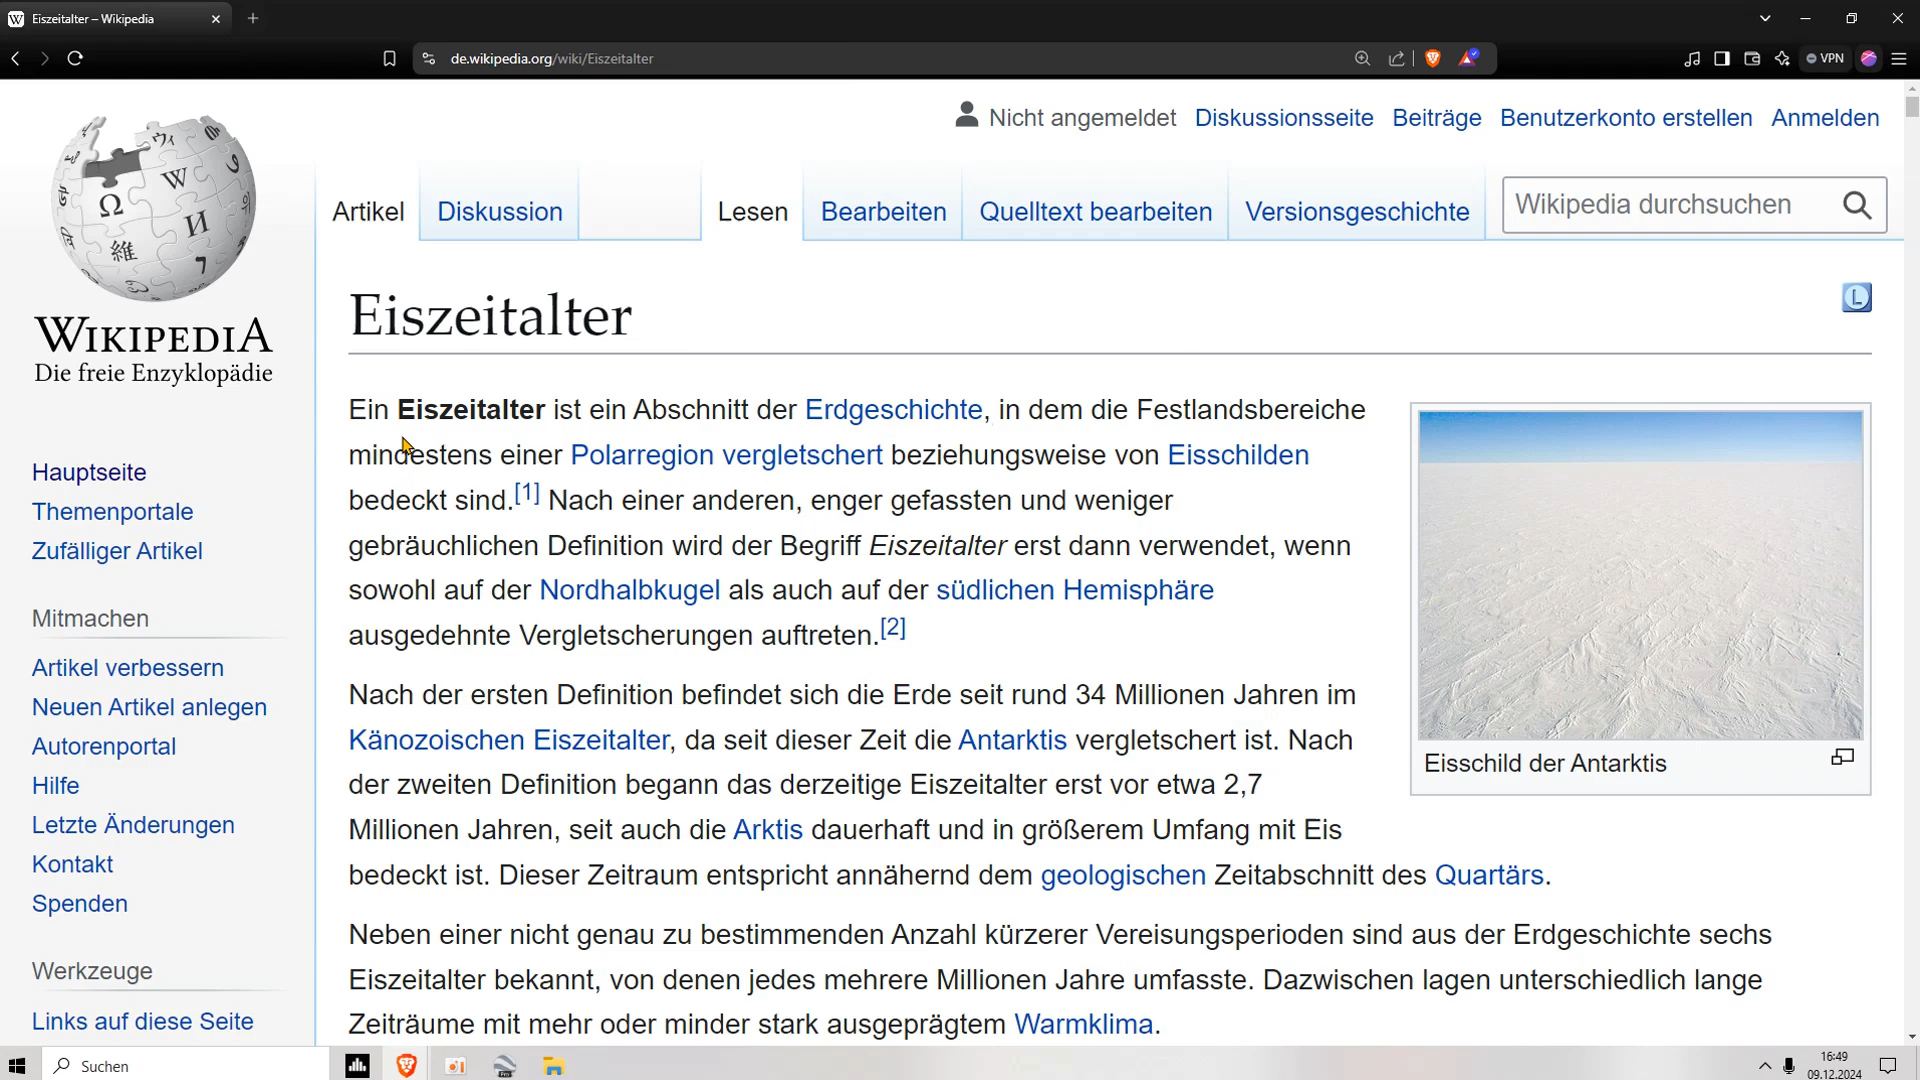 Eiszeitalter – Wikipedia
de.wikipedia.org/wiki/Eiszeitalter
VPN
Nicht angemeldet Diskussionsseite Beiträge Benutzerkonto erstellen Anmelden
Artikel Diskussion Lesen Bearbeiten Quelltext bearbeiten Versionsgeschichte Wikipedia durchsuchen
WIKIPEDIA
Die freie Enzyklopädie
Hauptseite
Themenportale
Zufälliger Artikel
Mitmachen
Artikel verbessern
Neuen Artikel anlegen
Autorenportal
Hilfe
Letzte Änderungen
Kontakt
Spenden
Werkzeuge
Links auf diese Seite
Eiszeitalter
L
Ein Eiszeitalter ist ein Abschnitt der Erdgeschichte, in dem die Festlandsbereiche
mindestens einer Polarregion vergletschert beziehungsweise von Eisschilden
bedeckt sind.[1] Nach einer anderen, enger gefassten und weniger
gebräuchlichen Definition wird der Begriff Eiszeitalter erst dann verwendet, wenn
sowohl auf der Nordhalbkugel als auch auf der südlichen Hemisphäre
ausgedehnte Vergletscherungen auftreten.[2]
Eisschild der Antarktis
Nach der ersten Definition befindet sich die Erde seit rund 34 Millionen Jahren im
Känozoischen Eiszeitalter, da seit dieser Zeit die Antarktis vergletschert ist. Nach
der zweiten Definition begann das derzeitige Eiszeitalter erst vor etwa 2,7
Millionen Jahren, seit auch die Arktis dauerhaft und in größerem Umfang mit Eis
bedeckt ist. Dieser Zeitraum entspricht annähernd dem geologischen Zeitabschnitt des Quartärs.
Neben einer nicht genau zu bestimmenden Anzahl kürzerer Vereisungsperioden sind aus der Erdgeschichte sechs
Eiszeitalter bekannt, von denen jedes mehrere Millionen Jahre umfasste. Dazwischen lagen unterschiedlich lange
Zeiträume mit mehr oder minder stark ausgeprägtem Warmklima.
Suchen
16:49
09.12.2024